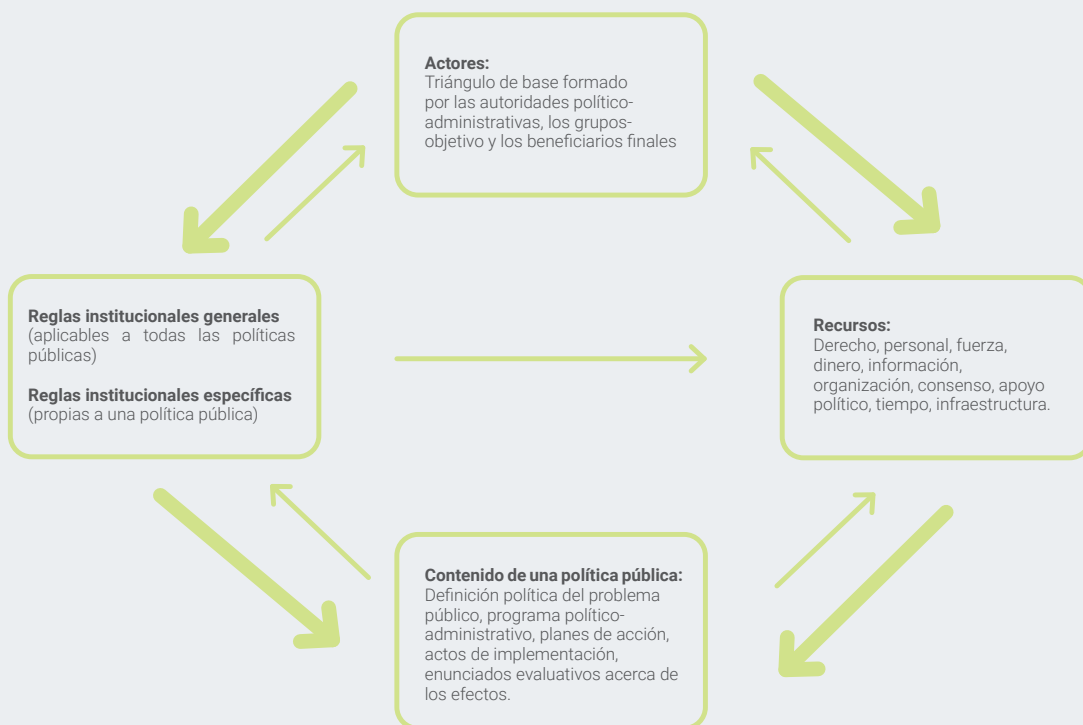 Actores:
Triángulo de base formado
por las autoridades político-
administrativas, los grupos-
objetivo y los beneficiarios finales
Reglas institucionales generales
(aplicables a todas las políticas
públicas)
Reglas institucionales específicas
(propias a una política pública)
Recursos:
Derecho, personal, fuerza,
dinero, información,
organización, consenso, apoyo
político, tiempo, infraestructura.
Contenido de una política pública:
Definición política del problema
público, programa político-
administrativo, planes de acción,
actos de implementación,
enunciados evaluativos acerca de
los efectos.